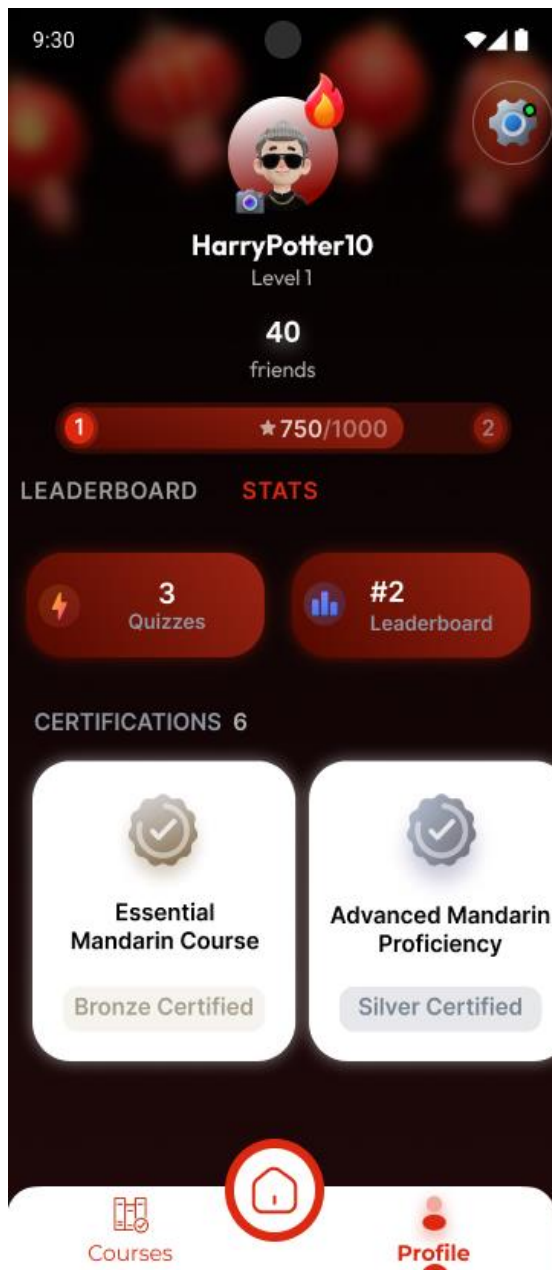 9:30
HarryPotter10
Level 1
40
friends
1 ★750/1000 2
LEADERBOARD STATS
3
Quizzes
#2
Leaderboard
CERTIFICATIONS 6
Essential
Mandarin Course
Bronze Certified
Advanced Mandarin
Proficiency
Silver Certified
Courses
Profile